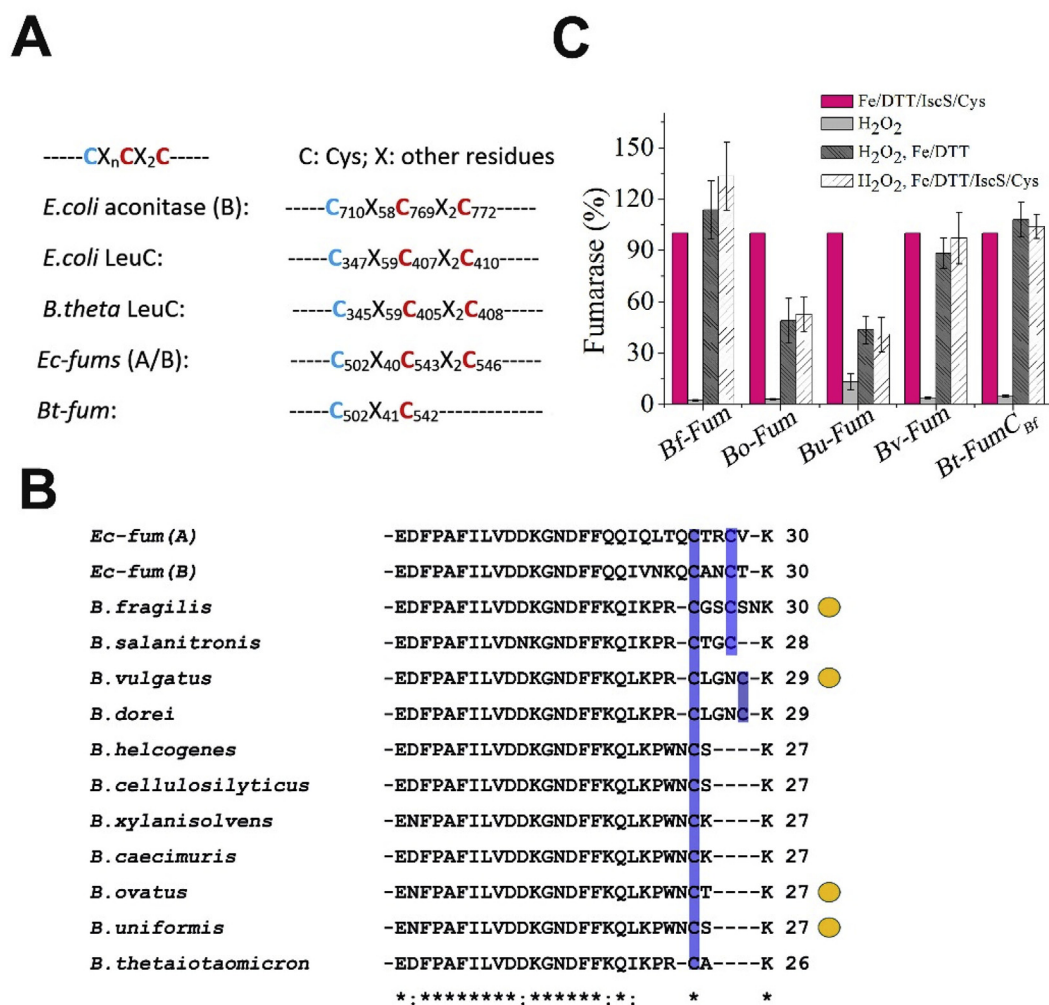 A
-----CXnCX2C-----
C: Cys; X: other residues
E.coli aconitase (B): -----C710X58C769X2C772-----
E.coli LeuC: -----C347X59C407X2C410-----
B.theta LeuC: -----C345X59C405X2C408-----
Ec-fums (A/B): -----C502X40C543X2C546-----
Bt-fum: -----C502X41C542---------------
C
Fe/DTT/IscS/Cys
H2O2
H2O2, Fe/DTT
H2O2, Fe/DTT/IscS/Cys
Fumarase (%)
150
120
90
60
30
0
Bf-Fum
Bo-Fum
Bu-Fum
Bv-Fum
Bt-FumC Bf
B
Ec-fum(A) -EDFPAFILVDDKGNDFFQQIQLTQCTRCV-K 30
Ec-fum(B) -EDFPAFILVDDKGNDFFQQIVNKQCANCT-K 30
B.fragilis -EDFPAFILVDDKGNDFFKQIKPR-CGSCSNK 30
B.salanitronis -EDFPAFILVDNKGNDFFKQIKPR-CTGC--K 28
B.vulgatus -EDFPAFILVDDKGNDFFKQLKPR-CLGNC-K 29
B.dorei -EDFPAFILVDDKGNDFFKQLKPR-CLGNC-K 29
B.helcogenes -EDFPAFILVDDKGNDFFKQLKPWNCS----K 27
B.cellulosilyticus -EDFPAFILVDDKGNDFFKQLKPWNCS----K 27
B.xylanisolvens -ENFPAFILVDDKGNDFFKQLKPWNCK----K 27
B.caecimuris -EDFPAFILVDDKGNDFFKQLKPWNCK----K 27
B.ovatus -ENFPAFILVDDKGNDFFKQLKPWNCT----K 27
B.uniformis -ENFPAFILVDDKGNDFFKQLKPWNCS----K 27
B.thetaiotaomicron -EDFPAFILVDDKGNDFFKQIKPR-CA----K 26
*:********:*******:*: * *